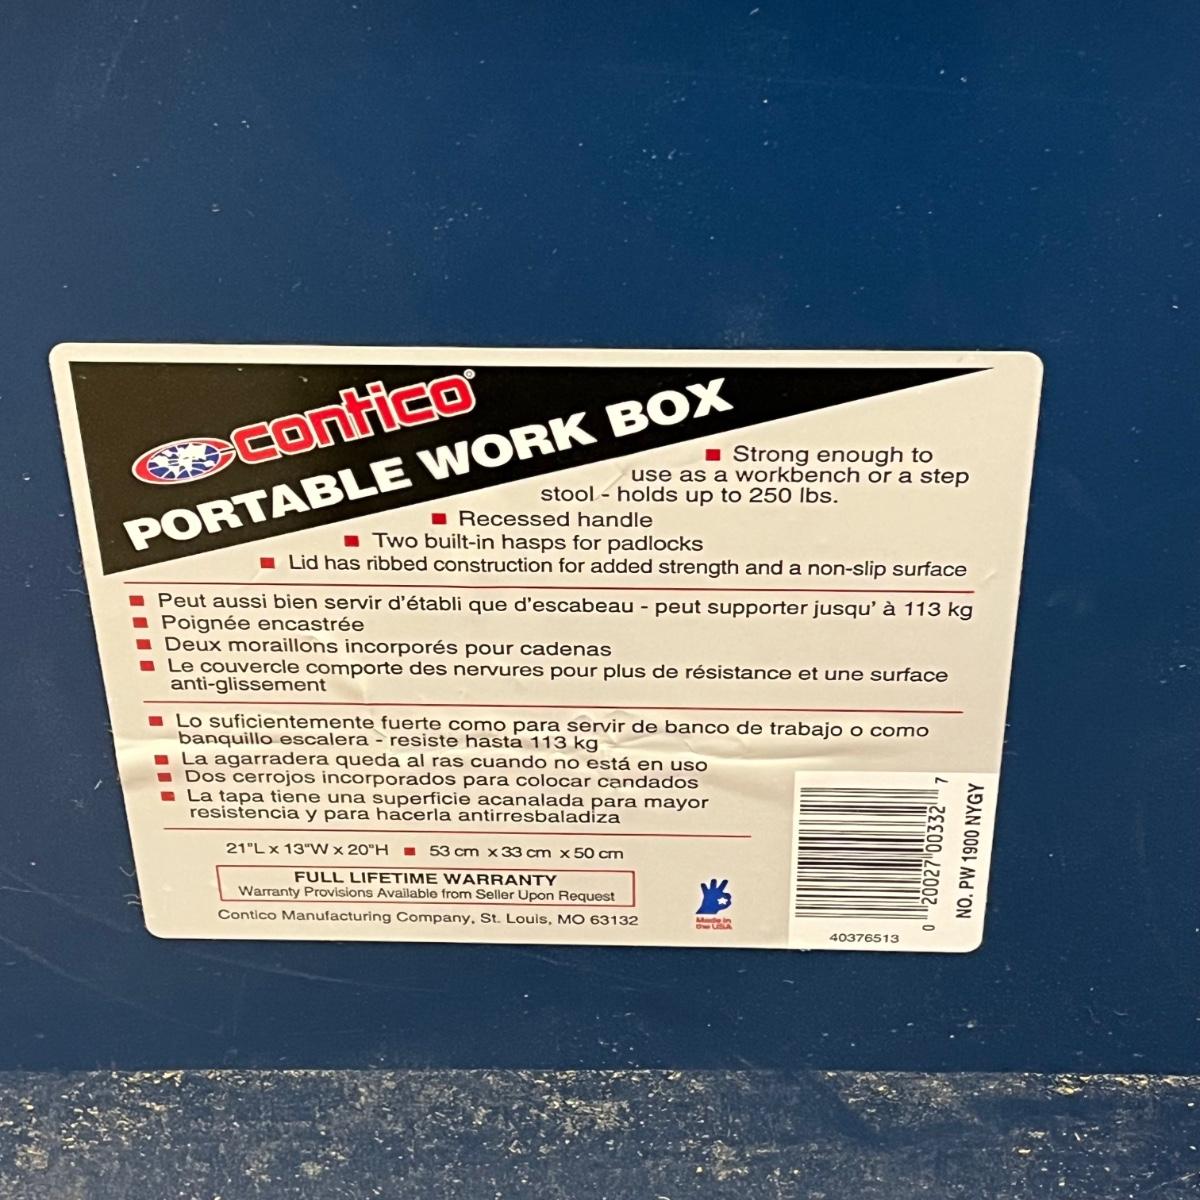 contico®
PORTABLE WORK BOX
■ Strong enough to
use as a workbench or a step
stool - holds up to 250 lbs.
■ Recessed handle
■ Two built-in hasps for padlocks
■ Lid has ribbed construction for added strength and a non-slip surface
■ Peut aussi bien servir d'établi que d'escabeau - peut supporter jusqu' à 113 kg
■ Poignée encastrée
■ Deux moraillons incorporés pour cadenas
■ Le couvercle comporte des nervures pour plus de résistance et une surface
anti-glissement
■ Lo suficientemente fuerte como para servir de banco de trabajo o como
banquillo escalera - resiste hasta 113 kg
■ La agarradera queda al ras cuando no está en uso
■ Dos cerrojos incorporados para colocar candados
■ La tapa tiene una superficie acanalada para mayor
resistencia y para hacerla antirresbaladiza
21"L x 13"W x 20"H ■ 53 cm x 33 cm x 50 cm
FULL LIFETIME WARRANTY
Warranty Provisions Available from Seller Upon Request
Contico Manufacturing Company, St. Louis, MO 63132
Made in
the USA
0 20027 00332 7
NO. PW 1900 NYGY
40376513